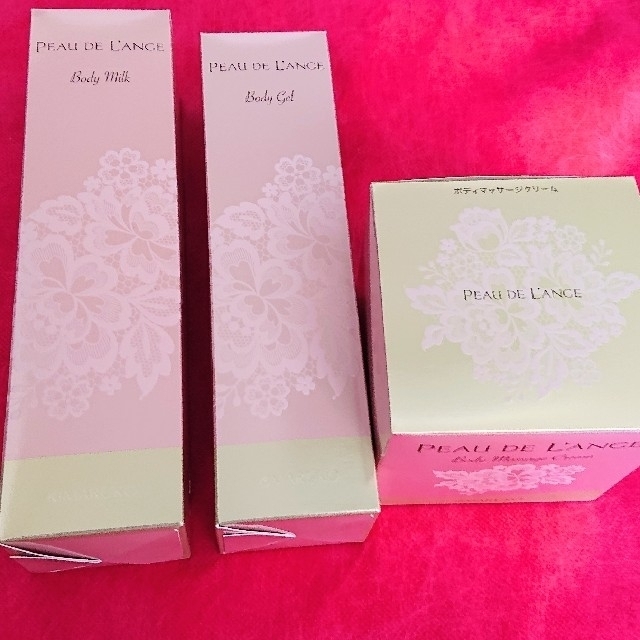 PEAU DE L'ANGE
Body Milk
PEAU DE L'ANGE
Body Gel
ボディマッサージクリーム
PEAU DE L'ANGE
PEAU DE L'ANGE
Body Massage Cream